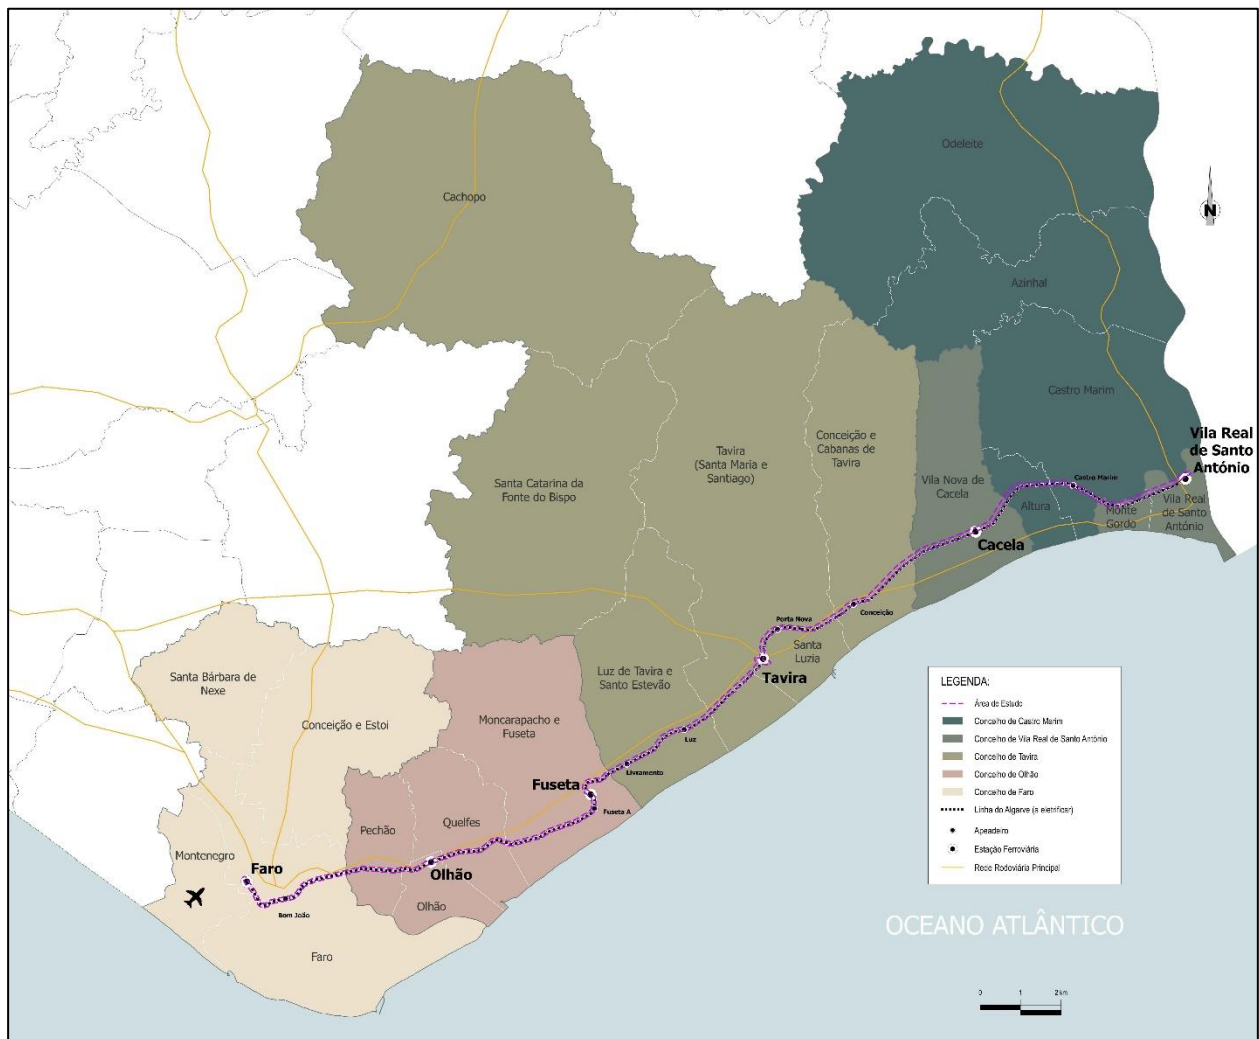 Odeleite
Cachopo
N
Azinhal
Castro Marim
Vila Real
de Santo
António
Conceição e
Cabanas de
Tavira
Tavira
(Santa Maria e
Santiago)
Vila Nova de
Cacela
Santa Catarina da
Fonte do Bispo
Castro Marim
Altura
Monte
Gordo
Vila Real
de Santo
António
Cacela
Conceição
Porta Nova
Santa
Luzia
Tavira
Luz de Tavira e
Santo Estevão
Santa Bárbara de
Nexe
Conceição e Estoi
Moncarapacho e
Fuseta
Luz
Livramento
Fuseta
Fuseta A
Quelfes
Pechão
Montenegro
Faro
Olhão
Bom João
Olhão
Faro
LEGENDA:
Área de Estudo
Concelho de Castro Marim
Concelho de Vila Real de Santo António
Concelho de Tavira
Concelho de Olhão
Concelho de Faro
Linha do Algarve (a eletrificar)
Apeadeiro
Estação Ferroviária
Rede Rodoviária Principal
OCEANO ATLÂNTICO
0 1 2 km